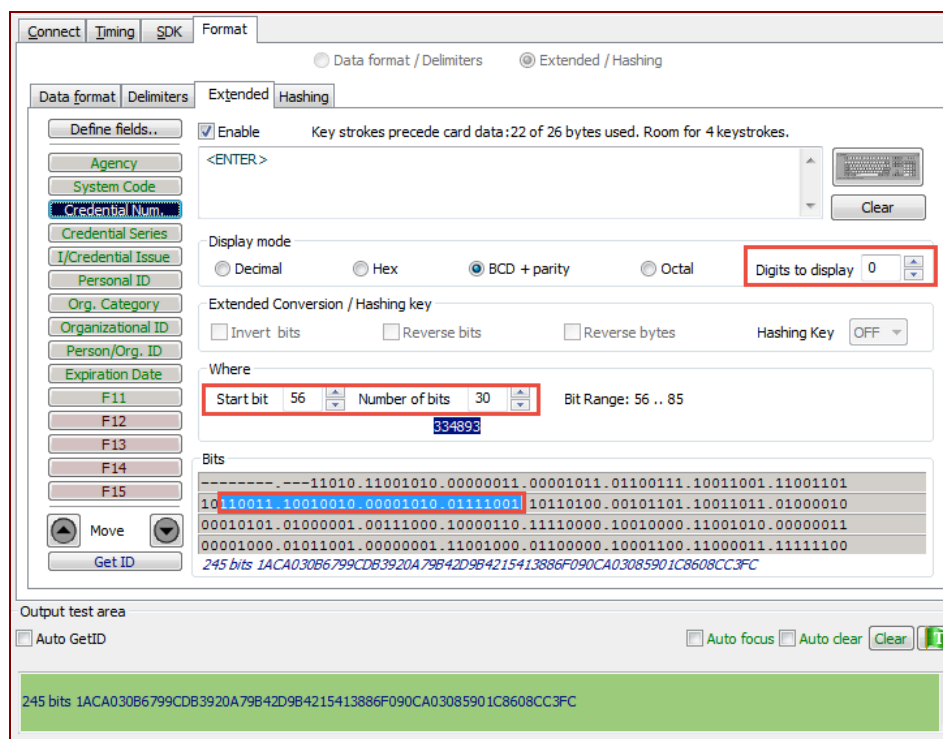 Connect Timing SDK Format
Data format / Delimiters Extended / Hashing
Data format Delimiters Extended Hashing
Define fields.. Enable Key strokes precede card data:22 of 26 bytes used. Room for 4 keystrokes.
Agency <ENTER>
System Code
Credential Num. Clear
Credential Series Display mode
I/Credential Issue Decimal Hex BCD + parity Octal Digits to display 0
Personal ID
Org. Category Extended Conversion / Hashing key
Organizational ID Invert bits Reverse bits Reverse bytes Hashing Key OFF
Person/Org. ID
Expiration Date Where
F11 Start bit 56 Number of bits 30 Bit Range: 56 .. 85
F12 334893
F13
F14 Bits
F15 --------.---11010.11001010.00000011.00001011.01100111.10011001.11001101
10110011.10010010.00001010.01111001.10110100.00101101.10011011.01000010
Move 00010101.01000001.00111000.10000110.11110000.10010000.11001010.00000011
00001000.01011001.00000001.11001000.01100000.10001100.11000011.11111100
Get ID 245 bits 1ACA030B6799CDB3920A79B42D9B4215413886F090CA03085901C8608CC3FC
Output test area
Auto GetID Auto focus Auto clear Clear
245 bits 1ACA030B6799CDB3920A79B42D9B4215413886F090CA03085901C8608CC3FC